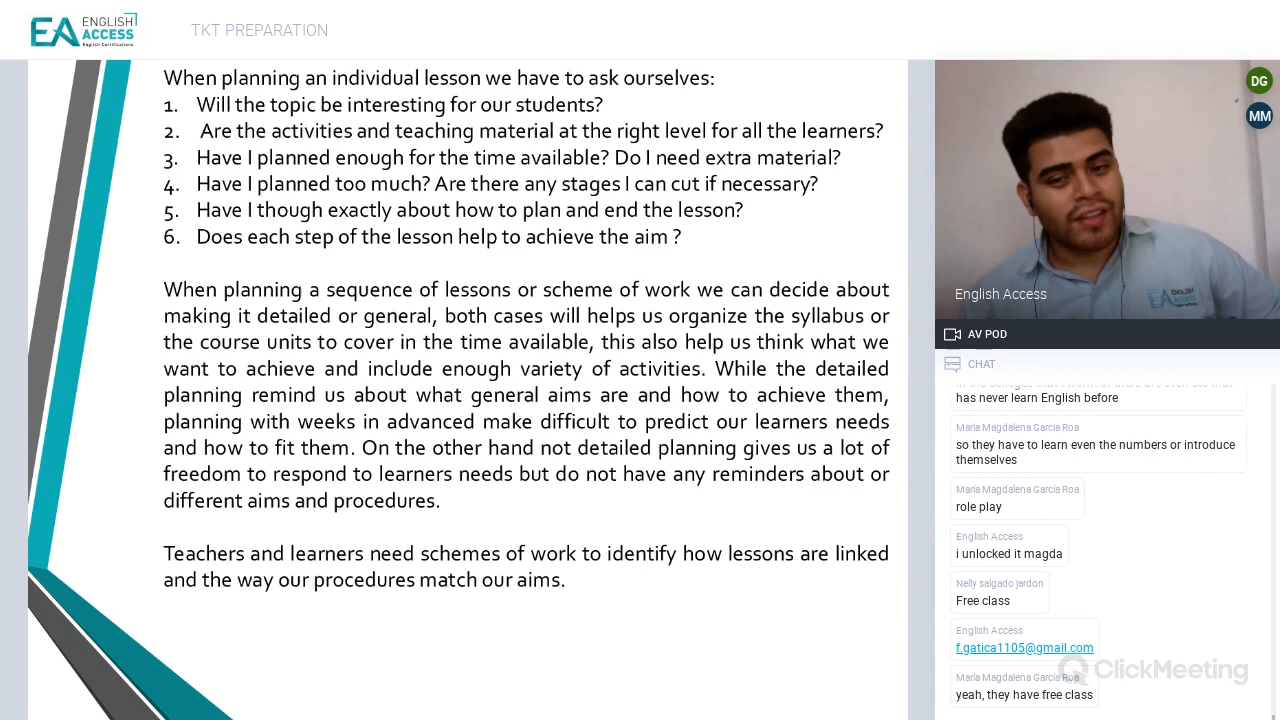 EA ENGLISH
ACCESS
English Certifications
TKT PREPARATION
When planning an individual lesson we have to ask ourselves:
1. Will the topic be interesting for our students?
2. Are the activities and teaching material at the right level for all the learners?
3. Have I planned enough for the time available? Do I need extra material?
4. Have I planned too much? Are there any stages I can cut if necessary?
5. Have I though exactly about how to plan and end the lesson?
6. Does each step of the lesson help to achieve the aim ?
When planning a sequence of lessons or scheme of work we can decide about
making it detailed or general, both cases will helps us organize the syllabus or
the course units to cover in the time available, this also help us think what we
want to achieve and include enough variety of activities. While the detailed
planning remind us about what general aims are and how to achieve them,
planning with weeks in advanced make difficult to predict our learners needs
and how to fit them. On the other hand not detailed planning gives us a lot of
freedom to respond to learners needs but do not have any reminders about or
different aims and procedures.
Teachers and learners need schemes of work to identify how lessons are linked
and the way our procedures match our aims.
DG
MM
ENGLISH
ACCESS
English Access
AV POD
CHAT
has never learn English before
María Magdalena García Roa
so they have to learn even the numbers or introduce
themselves
María Magdalena García Roa
role play
English Access
i unlocked it magda
Nelly salgado jardon
Free class
English Access
f.gatica1105@gmail.com
María Magdalena García Roa
yeah, they have free class
ClickMeeting